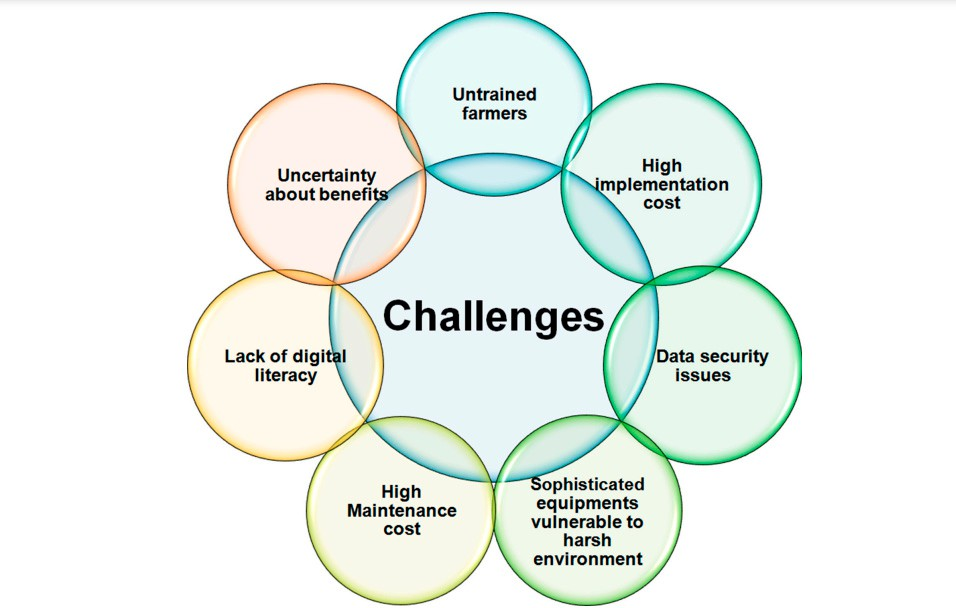 Untrained
farmers
High
implementation
cost
Data security
issues
Sophisticated
equipments
vulnerable to
harsh
environment
High
Maintenance
cost
Lack of digital
literacy
Uncertainty
about benefits
Challenges